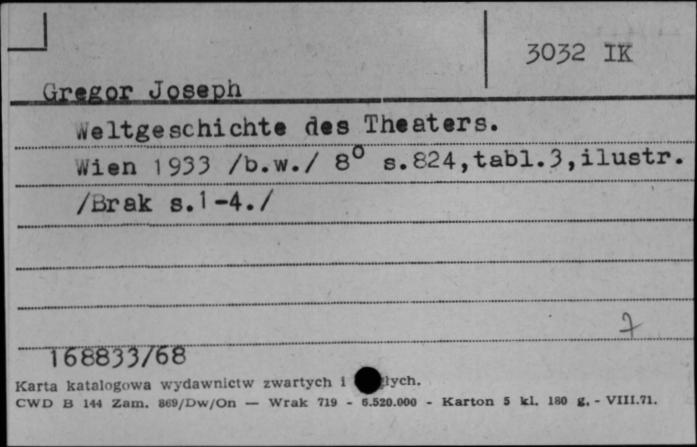 3032 IK
Gregor Joseph
Weltgeschichte des Theaters.
Wien 1933 /b.w./ 8° s.824,tabl.3,ilustr.
/Brak s.1-4./
7
168833/68
Karta katalogowa wydawnictw zwartych i
CWD B 144 Zam. 869/Dw/On — Wrak 719 - 6.520.000 - Karton 5 kl. 180 g. - VIII.71.